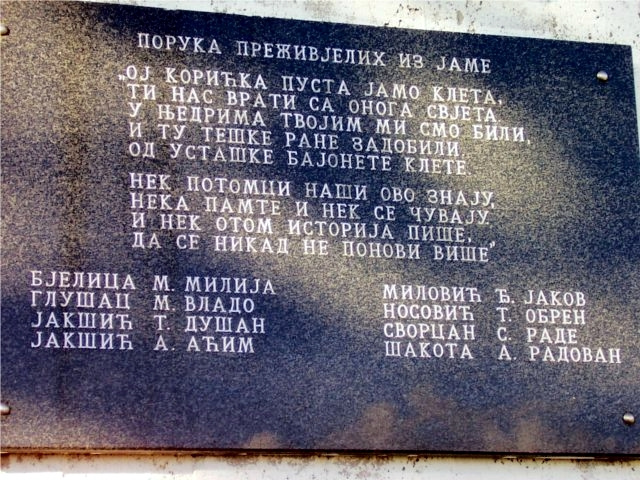 ПОРУКА ПРЕЖИВЈЕЛИХ ИЗ ЈАМЕ
„ОЈ КОРИЋКА ПУСТА ЈАМО КЛЕТА,
ТИ НАС ВРАТИ СА ОНОГА СВЈЕТА
У ЊЕДРИМА ТВОЈИМ МИ СМО БИЛИ,
И ТУ ТЕШКЕ РАНЕ ЗАДОБИЛИ
ОД УСТАШКЕ БАЈОНЕТЕ КЛЕТЕ.
НЕК ПОТОМЦИ НАШИ ОВО ЗНАЈУ,
НЕКА ПАМТЕ И НЕК СЕ ЧУВАЈУ.
И НЕК ОТОМ ИСТОРИЈА ПИШЕ,
ДА СЕ НИКАД НЕ ПОНОВИ ВИШЕ”
БЈЕЛИЦА М. МИЛИЈА
ГЛУШАЦ М. ВЛАДО
ЈАКШИЋ Т. ДУШАН
ЈАКШИЋ А. АЋИМ
МИЛОВИЋ Ђ. ЈАКОВ
НОСОВИЋ Т. ОБРЕН
СВОРЦАН С. РАДЕ
ШАКОТА А. РАДОВАН